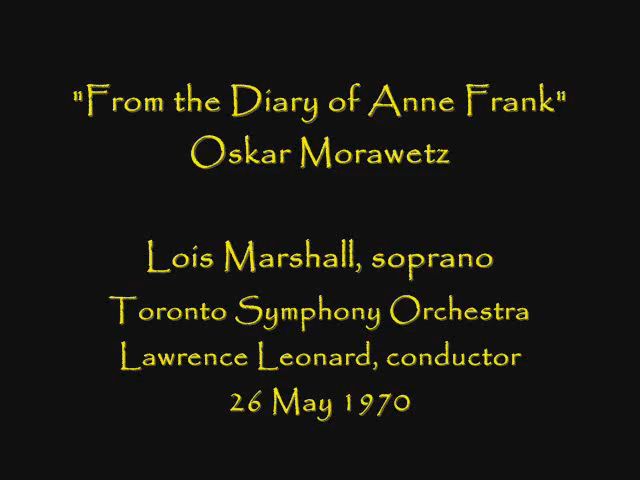 "From the Diary of Anne Frank"
Oskar Morawetz
Lois Marshall, soprano
Toronto Symphony Orchestra
Lawrence Leonard, conductor
26 May 1970